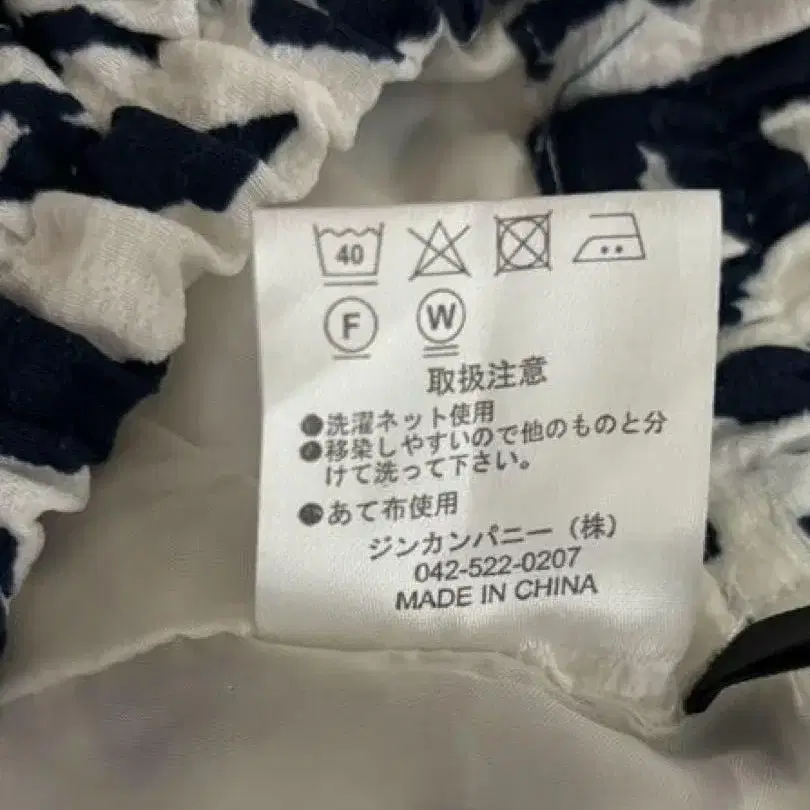 40
F W
取扱注意
●洗濯ネット使用
●移染しやすいので他のものと分
けて洗って下さい。
●あて布使用
ジンカンパニー(株)
042-522-0207
MADE IN CHINA